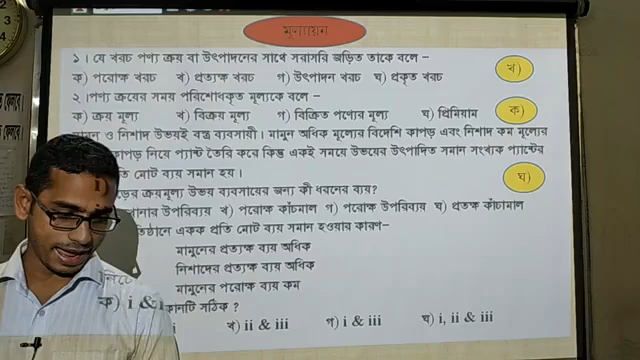 মূল্যায়ন
১। যে খরচ পণ্য ক্রয় বা উৎপাদনের সাথে সরাসরি জড়িত তাকে বলে –
ক) পরোক্ষ খরচ খ) প্রত্যক্ষ খরচ গ) উৎপাদন খরচ ঘ) প্রকৃত খরচ
খ)
২ ।পণ্য ক্রয়ের সময় পরিশোধকৃত মূল্যকে বলে –
ক) ক্রয় মূল্য খ) বিক্রয় মূল্য গ) বিক্রিত পণ্যের মূল্য ঘ) প্রিমিয়াম
ক)
মামুন ও নিশাদ উভয়ই বস্ত্র ব্যবসায়ী। মামুন অধিক মূল্যের বিদেশি কাপড় এবং নিশাদ কম মূল্যের
কাপড় নিয়ে প্যান্ট তৈরি করে কিন্তু একই সময়ে উভয়ের উৎপাদিত সমান সংখ্যক প্যান্টের
মোট ব্যয় সমান হয়।
ক্রয়মূল্য উভয় ব্যবসায়ের জন্য কী ধরনের ব্যয়?
ঘ)
উপরিব্যয় খ) পরোক্ষ কাঁচামাল গ) পরোক্ষ উপরিব্যয় ঘ) প্রতক্ষ কাঁচামাল
একক প্রতি মোট ব্যয় সমান হওয়ার কারণ-
মামুনের প্রত্যক্ষ ব্যয় অধিক
নিশাদের প্রত্যক্ষ ব্যয় অধিক
মামুনের পরোক্ষ ব্যয় কম
নিচে কোনটি সঠিক ?
ক) i & i খ) ii & iii গ) i & iii ঘ) i, ii & iii